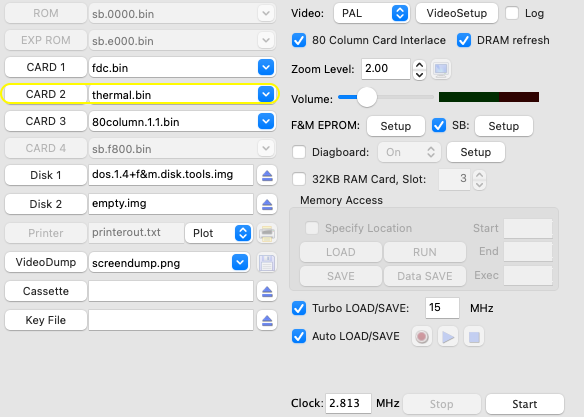 ROM sb.0000.bin
EXP ROM sb.e000.bin
CARD 1 fdc.bin
CARD 2 thermal.bin
CARD 3 80column.1.1.bin
CARD 4 sb.f800.bin
Disk 1 dos.1.4+f&m.disk.tools.img
Disk 2 empty.img
Printer printerout.txt Plot
VideoDump screendump.png
Cassette
Key File
Video: PAL VideoSetup Log
80 Column Card Interlace DRAM refresh
Zoom Level: 2.00
Volume:
F&M EPROM: Setup SB: Setup
Diagboard: On Setup
32KB RAM Card, Slot: 3
Memory Access
Specify Location Start
LOAD RUN End
SAVE Data SAVE Exec
Turbo LOAD/SAVE: 15 MHz
Auto LOAD/SAVE
Clock: 2.813 MHz Stop Start